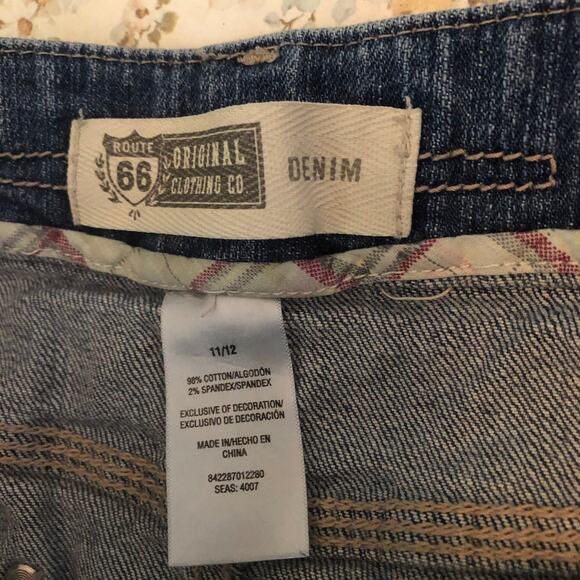 ROUTE
66
ORIGINAL
CLOTHING CO.
DENIM
11/12
98% COTTON/ALGODÓN
2% SPANDEX/SPANDEX
EXCLUSIVE OF DECORATION/
EXCLUSIVO DE DECORACIÓN
MADE IN/HECHO EN
CHINA
842287012280
SEAS: 4007